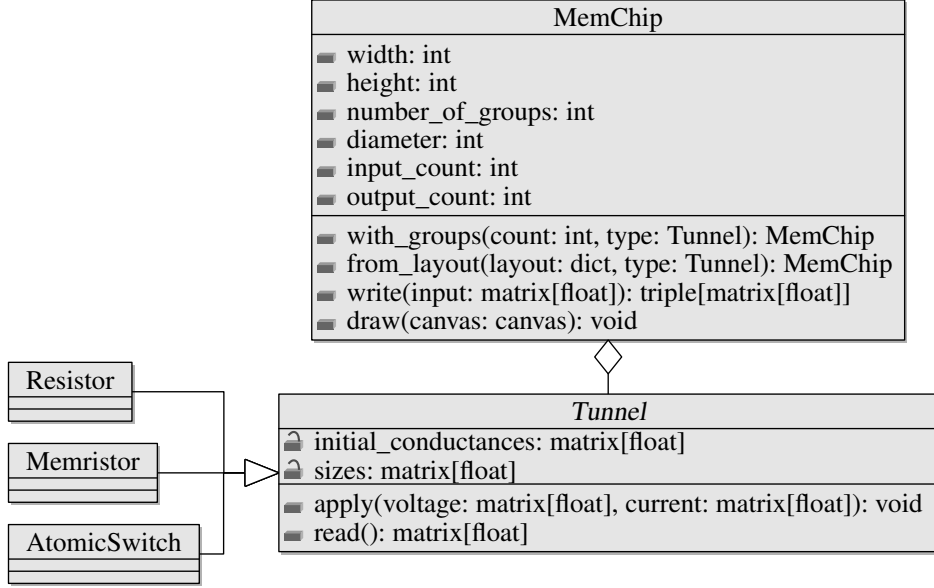 MemChip
width: int
height: int
number_of_groups: int
diameter: int
input_count: int
output_count: int
with_groups(count: int, type: Tunnel): MemChip
from_layout(layout: dict, type: Tunnel): MemChip
write(input: matrix[float]): triple[matrix[float]]
draw(canvas: canvas): void
Resistor
Memristor
AtomicSwitch
Tunnel
initial_conductances: matrix[float]
sizes: matrix[float]
apply(voltage: matrix[float], current: matrix[float]): void
read(): matrix[float]